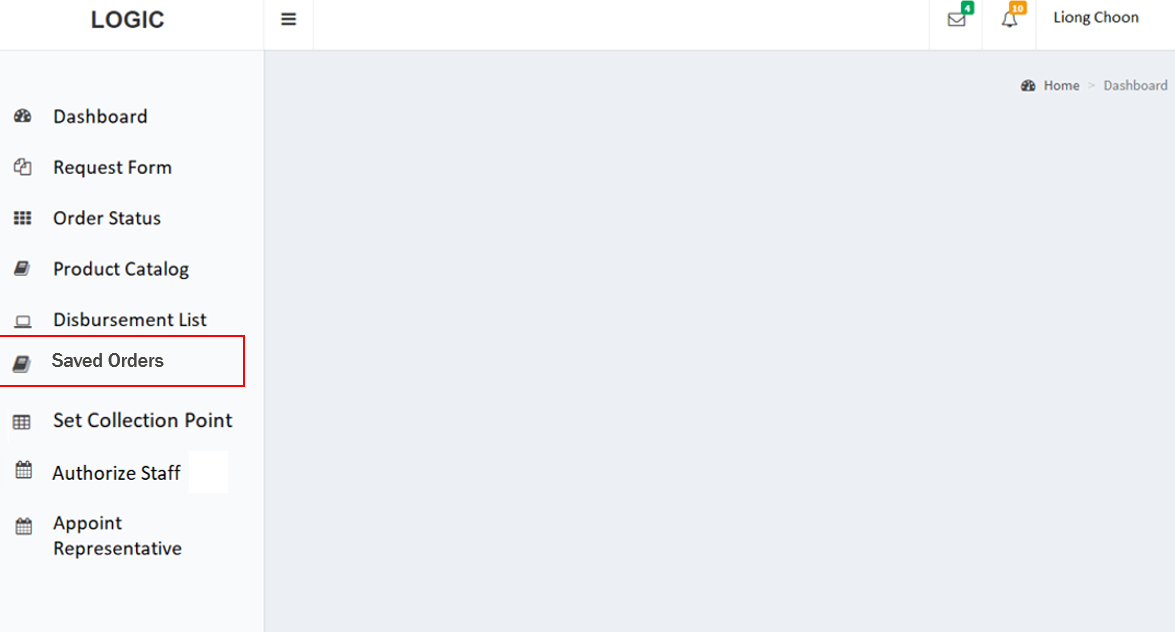 LOGIC
4
10
Liong Choon
Home > Dashboard
Dashboard
Request Form
Order Status
Product Catalog
Disbursement List
Saved Orders
Set Collection Point
Authorize Staff
Appoint
Representative